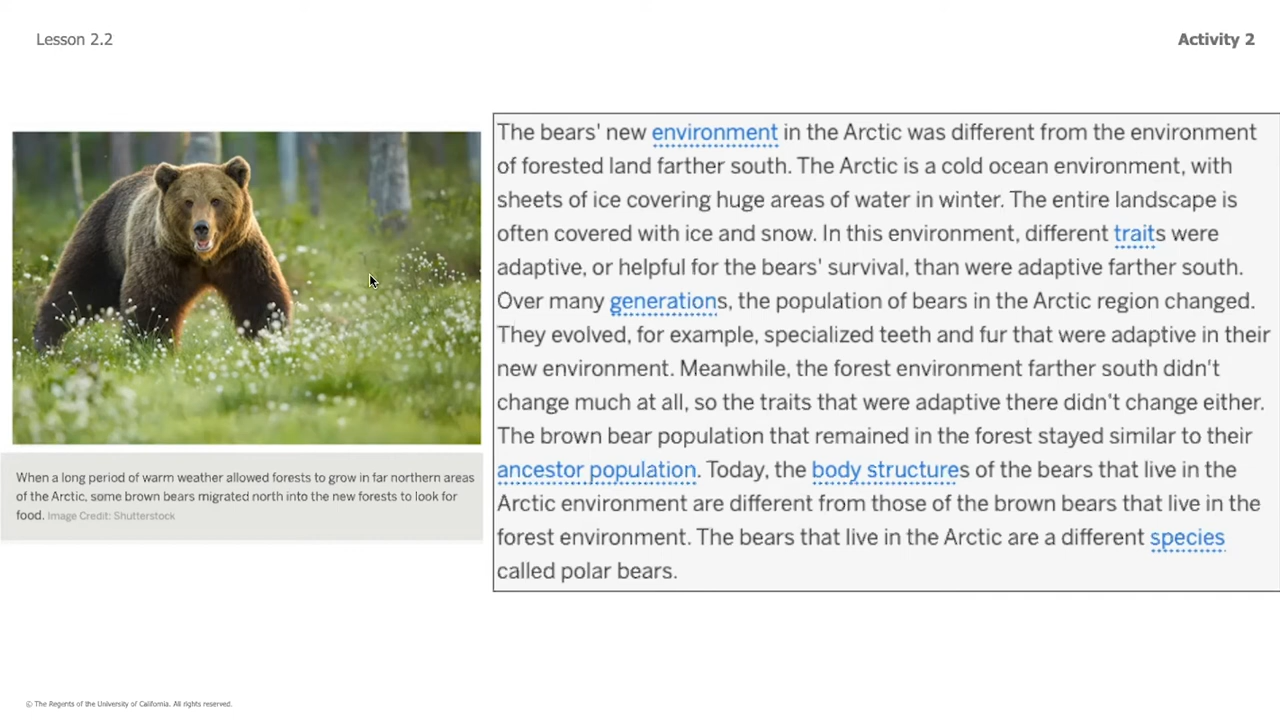 Lesson 2.2
Activity 2
The bears' new environment in the Arctic was different from the environment
of forested land farther south. The Arctic is a cold ocean environment, with
sheets of ice covering huge areas of water in winter. The entire landscape is
often covered with ice and snow. In this environment, different traits were
adaptive, or helpful for the bears' survival, than were adaptive farther south.
Over many generations, the population of bears in the Arctic region changed.
They evolved, for example, specialized teeth and fur that were adaptive in their
new environment. Meanwhile, the forest environment farther south didn't
change much at all, so the traits that were adaptive there didn't change either.
The brown bear population that remained in the forest stayed similar to their
ancestor population. Today, the body structures of the bears that live in the
Arctic environment are different from those of the brown bears that live in the
forest environment. The bears that live in the Arctic are a different species
called polar bears.
When a long period of warm weather allowed forests to grow in far northern areas
of the Arctic, some brown bears migrated north into the new forests to look for
food. Image Credit: Shutterstock
© The Regents of the University of California. All rights reserved.